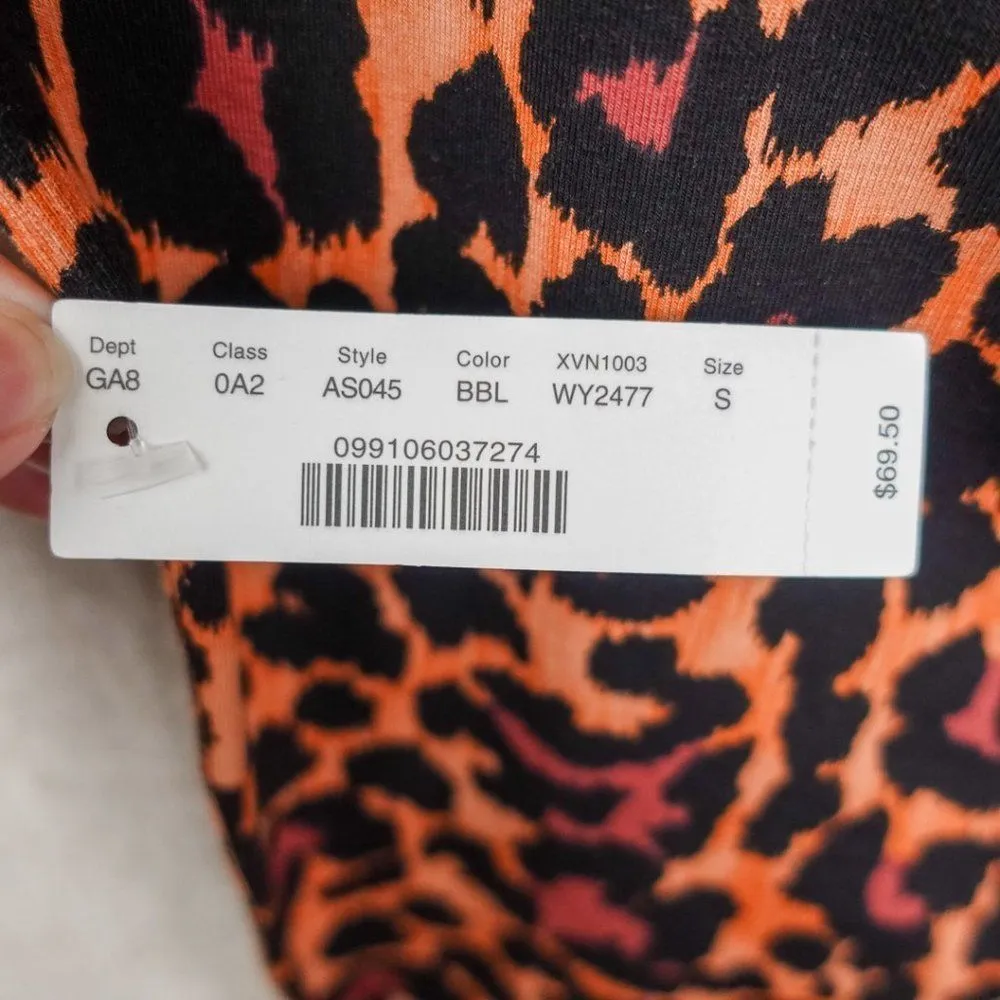 Dept Class Style Color XVN1003 Size
GA8 0A2 AS045 BBL WY2477 S
099106037274
$69.50